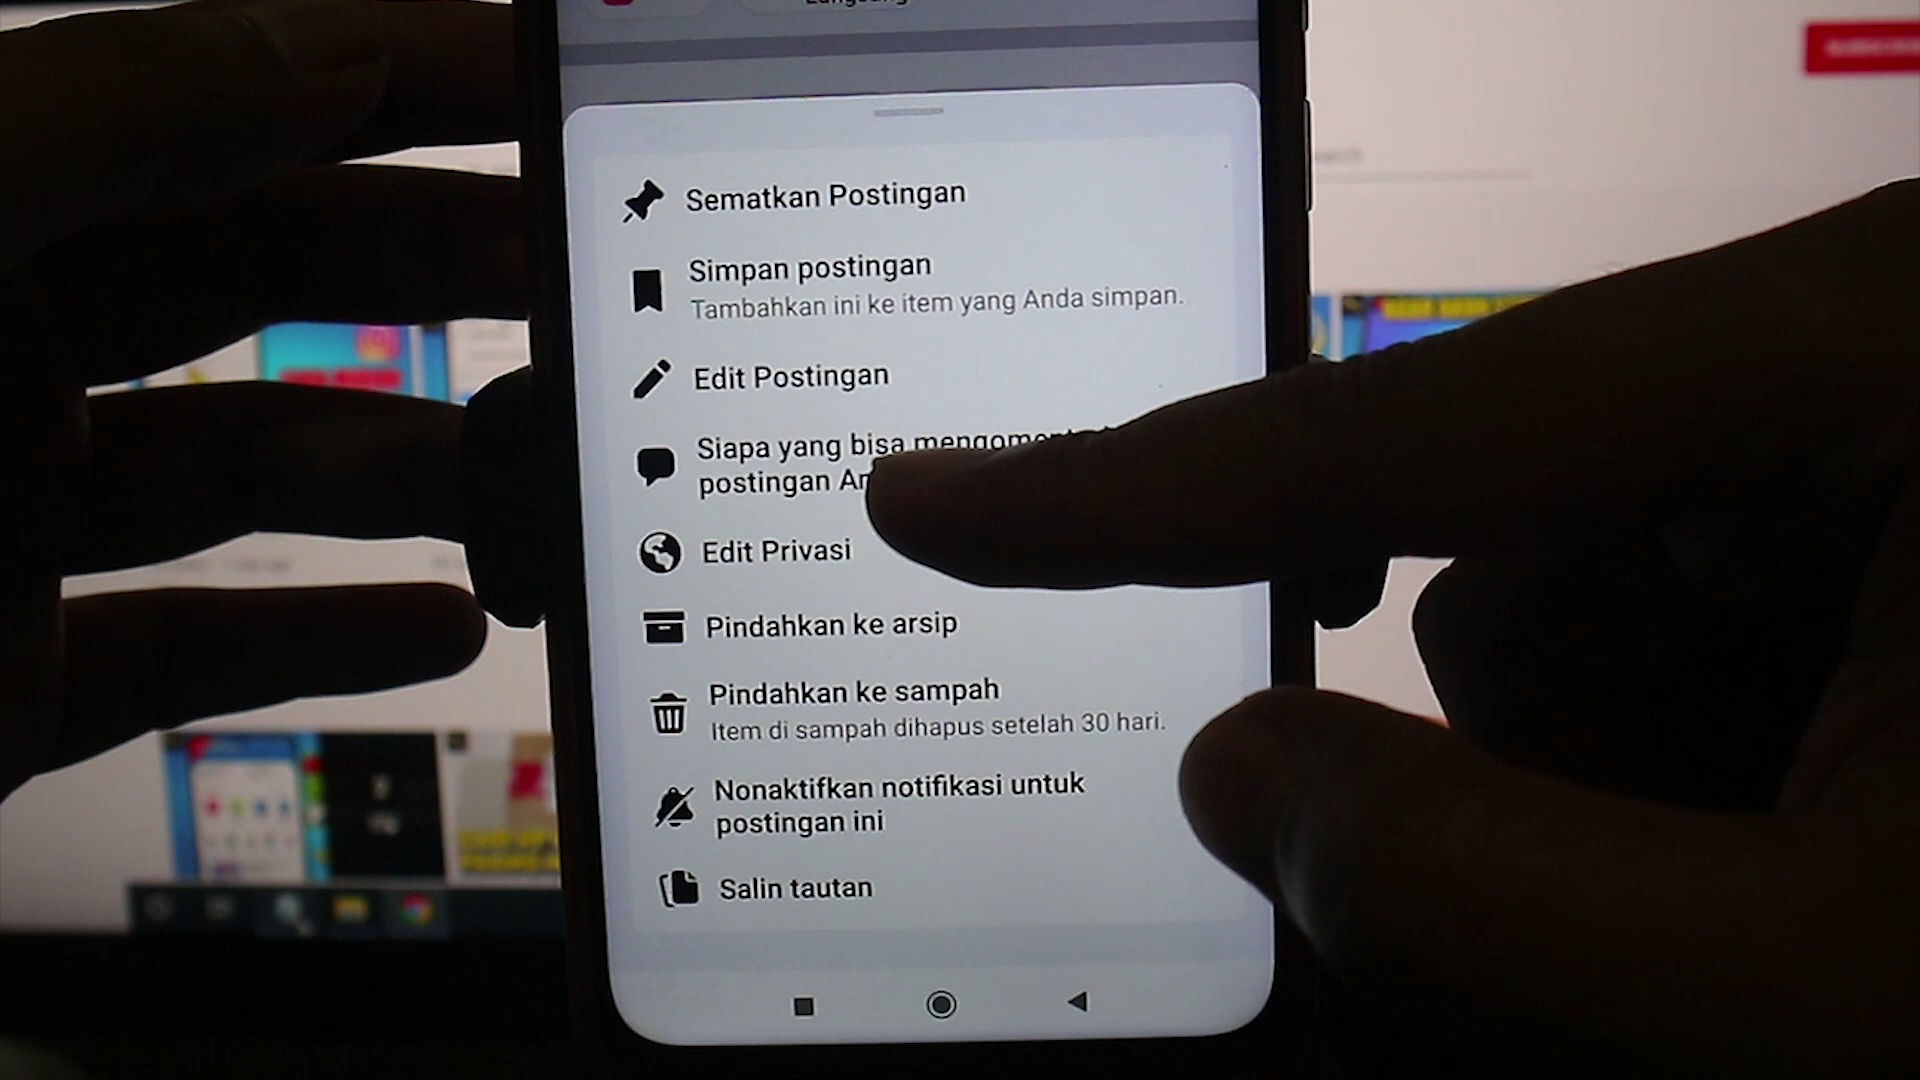 Sematkan Postingan
Simpan postingan
Tambahkan ini ke item yang Anda simpan.
Edit Postingan
Siapa yang bisa
postingan
Edit Privasi
Pindahkan ke arsip
Pindahkan ke sampah
Item di sampah dihapus setelah 30 hari.
Nonaktifkan notifikasi untuk
postingan ini
Salin tautan